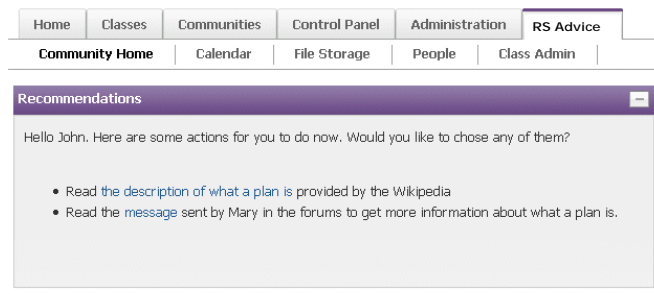 Home Classes Communities Control Panel Administration RS Advice
Community Home Calendar File Storage People Class Admin
Recommendations
Hello John. Here are some actions for you to do now. Would you like to chose any of them?
• Read the description of what a plan is provided by the Wikipedia
• Read the message sent by Mary in the forums to get more information about what a plan is.